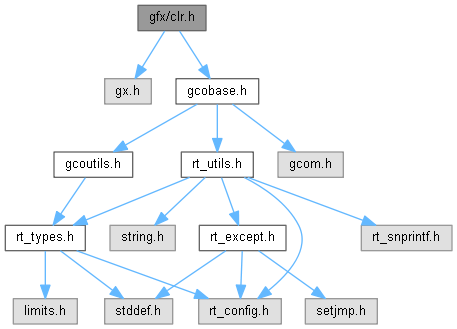 gfx/clr.h
gx.h
gcobase.h
gcoutils.h
rt_utils.h
gcom.h
rt_types.h
string.h
rt_except.h
rt_snprintf.h
limits.h
stddef.h
rt_config.h
setjmp.h